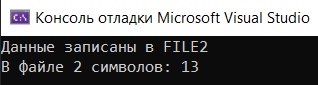 Консоль отладки Microsoft Visual Studio
Данные записаны в FILE2
В файле 2 символов: 13